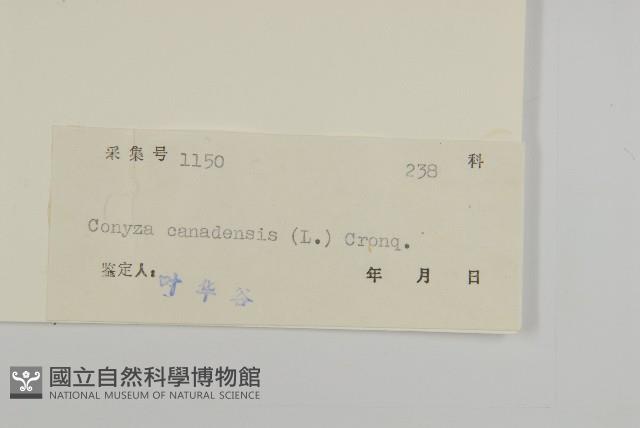 采集号 1150 238 科
Conyza canadensis (L.) Cronq.
鉴定人: 叶华谷 年 月 日
國立自然科學博物館
NATIONAL MUSEUM OF NATURAL SCIENCE